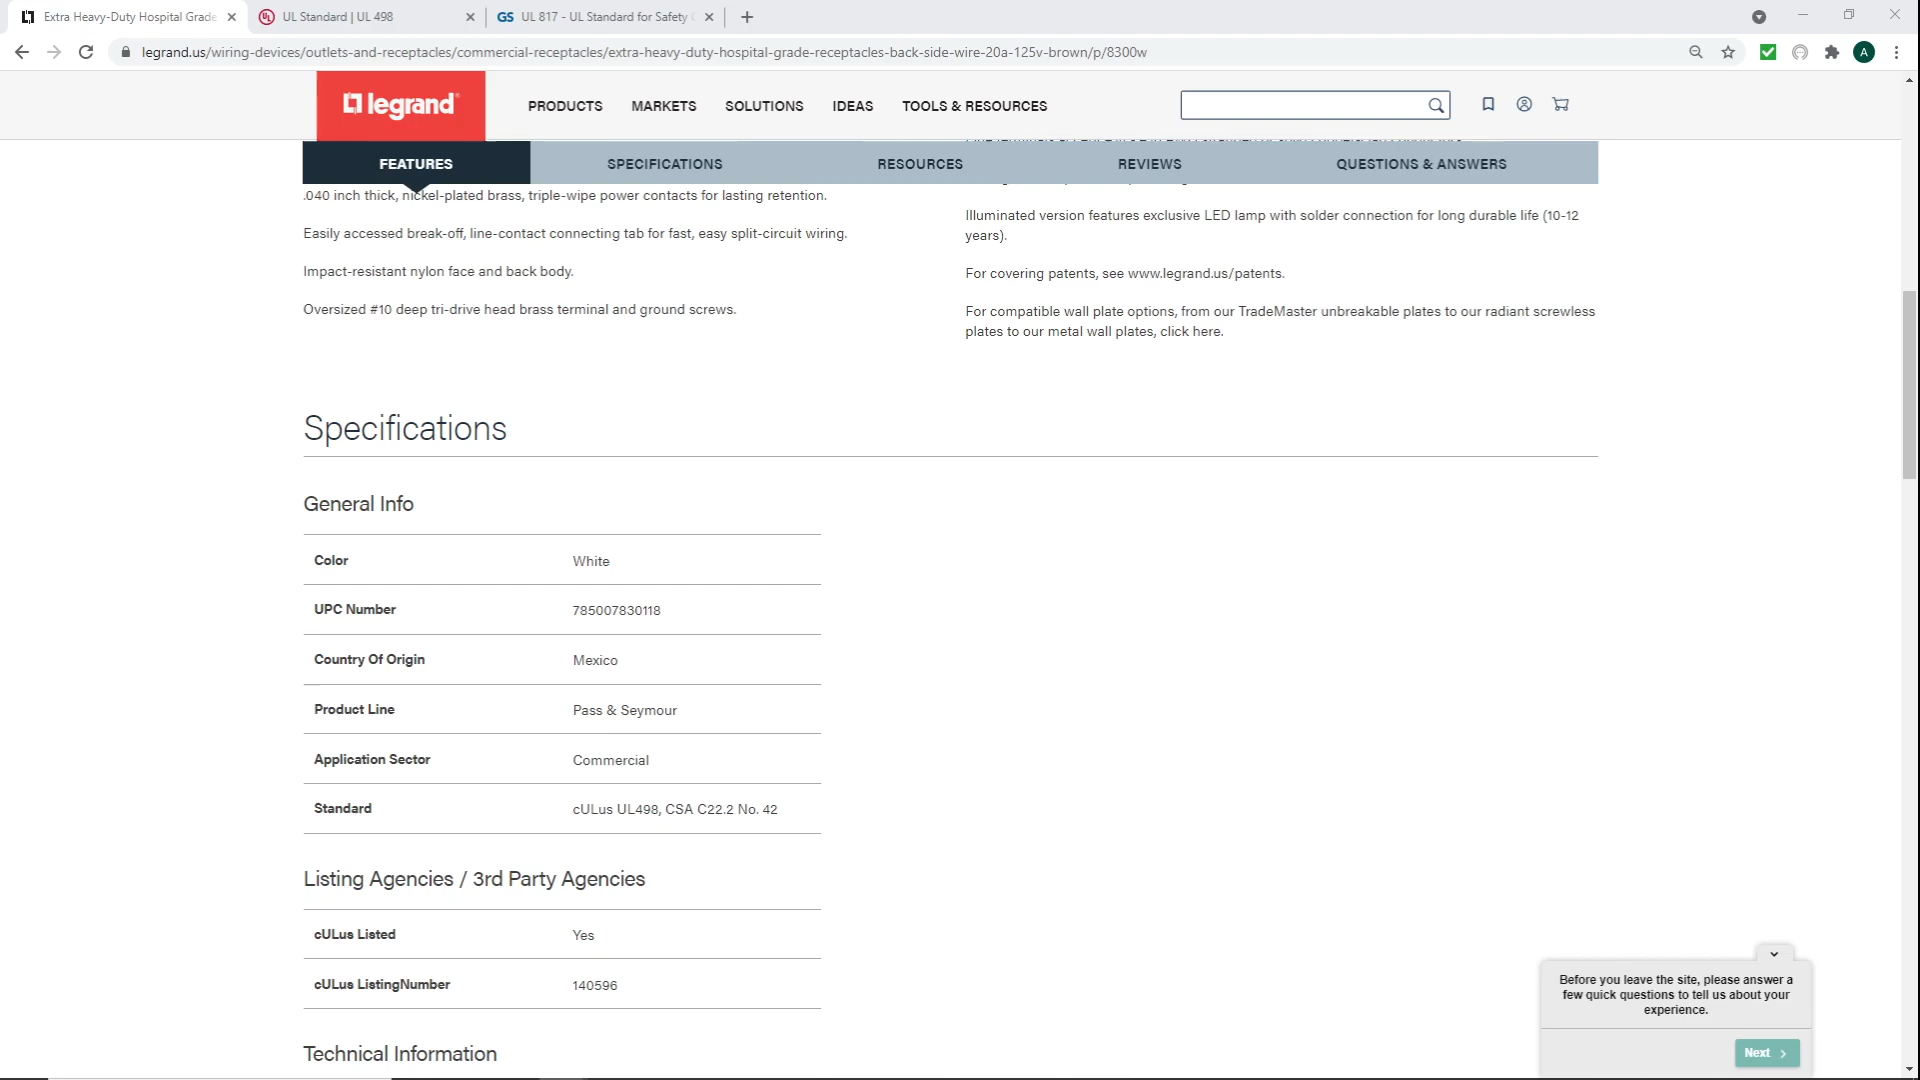 Extra Heavy-Duty Hospital Grade
UL Standard | UL 498
GS UL 817 - UL Standard for Safety
legrand.us/wiring-devices/outlets-and-receptacles/commercial-receptacles/extra-heavy-duty-hospital-grade-receptacles-back-side-wire-20a-125v-brown/p/8300w
A
legrand®
PRODUCTS MARKETS SOLUTIONS IDEAS TOOLS & RESOURCES
FEATURES SPECIFICATIONS RESOURCES REVIEWS QUESTIONS & ANSWERS
.040 inch thick, nickel-plated brass, triple-wipe power contacts for lasting retention.
Easily accessed break-off, line-contact connecting tab for fast, easy split-circuit wiring.
Impact-resistant nylon face and back body.
Oversized #10 deep tri-drive head brass terminal and ground screws.
Illuminated version features exclusive LED lamp with solder connection for long durable life (10-12
years).
For covering patents, see www.legrand.us/patents.
For compatible wall plate options, from our TradeMaster unbreakable plates to our radiant screwless
plates to our metal wall plates, click here.
Specifications
General Info
Color White
UPC Number 785007830118
Country Of Origin Mexico
Product Line Pass & Seymour
Application Sector Commercial
Standard cULus UL498, CSA C22.2 No. 42
Listing Agencies / 3rd Party Agencies
cULus Listed Yes
cULus ListingNumber 140596
Technical Information
Before you leave the site, please answer a
few quick questions to tell us about your
experience.
Next